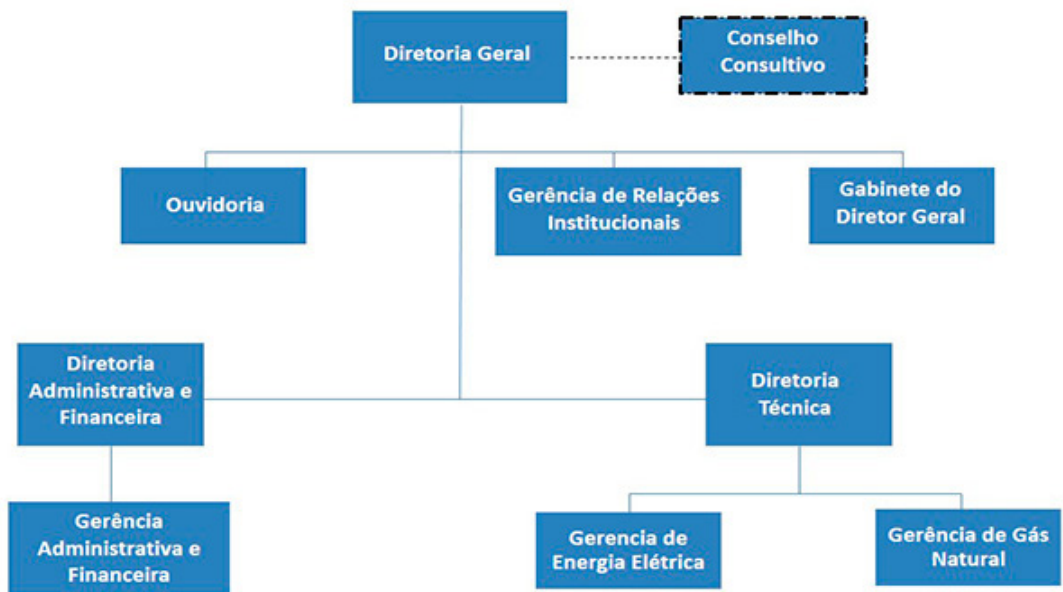 Diretoria Geral
Conselho
Consultivo
Ouvidoria
Gerência de Relações
Institucionais
Gabinete do
Diretor Geral
Diretoria
Administrativa e
Financeira
Diretoria
Técnica
Gerência
Administrativa e
Financeira
Gerencia de
Energia Elétrica
Gerência de Gás
Natural